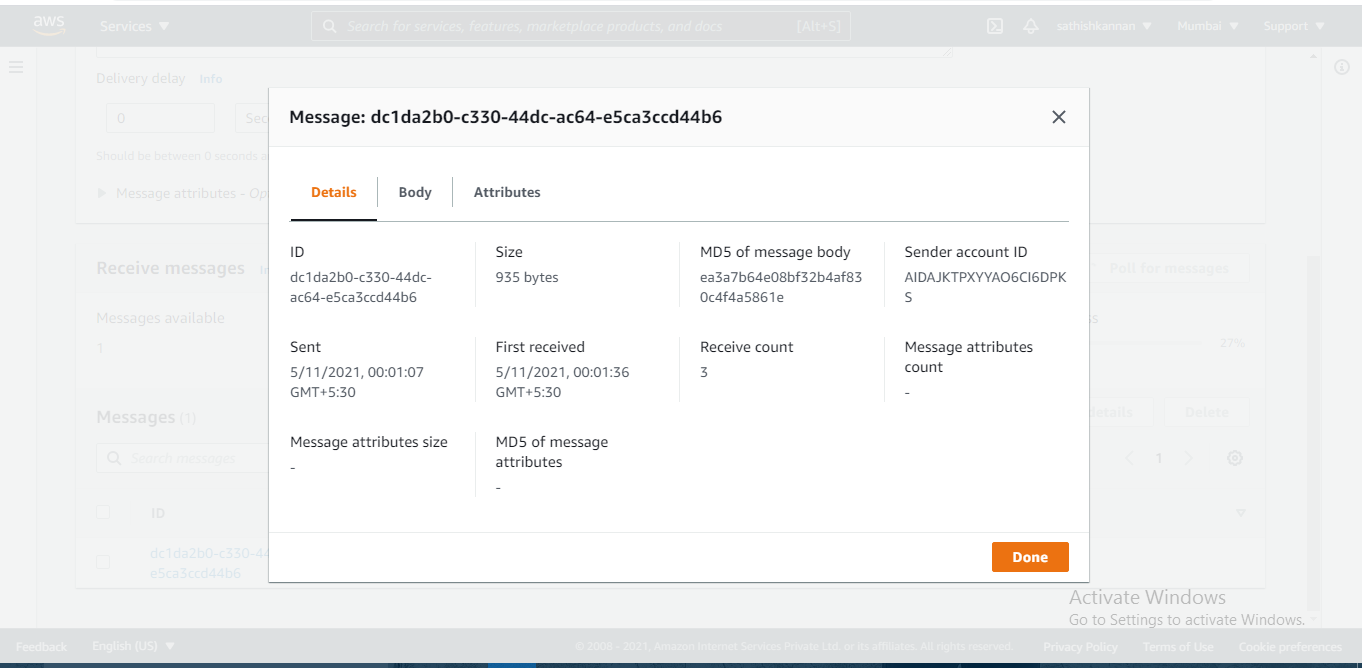 aws
Services ▼
Search for services, features, marketplace products, and docs
[Alt+S]
sathishkannan ▼
Mumbai ▼
Support ▼
Delivery delay Info
0
Sec
Should be between 0 seconds a
Message attributes - Op
Message: dc1da2b0-c330-44dc-ac64-e5ca3ccd44b6
Details
Body
Attributes
ID
dc1da2b0-c330-44dc-
ac64-e5ca3ccd44b6
Size
935 bytes
MD5 of message body
ea3a7b64e08bf32b4af83
0c4f4a5861e
Sender account ID
AIDAJKTPXYYAO6CI6DPK
S
Sent
5/11/2021, 00:01:07
GMT+5:30
First received
5/11/2021, 00:01:36
GMT+5:30
Receive count
3
Message attributes
count
-
Message attributes size
-
MD5 of message
attributes
-
Done
Receive messages In
Poll for messages
Messages available
1
ss
27%
Messages (1)
details
Delete
Search messages
1
ID
dc1da2b0-c330-44
e5ca3ccd44b6
Activate Windows
Go to Settings to activate Windows.
Feedback
English (US) ▼
© 2008 - 2021, Amazon Internet Services Private Ltd. or its affiliates. All rights reserved.
Privacy Policy
Terms of Use
Cookie preferences